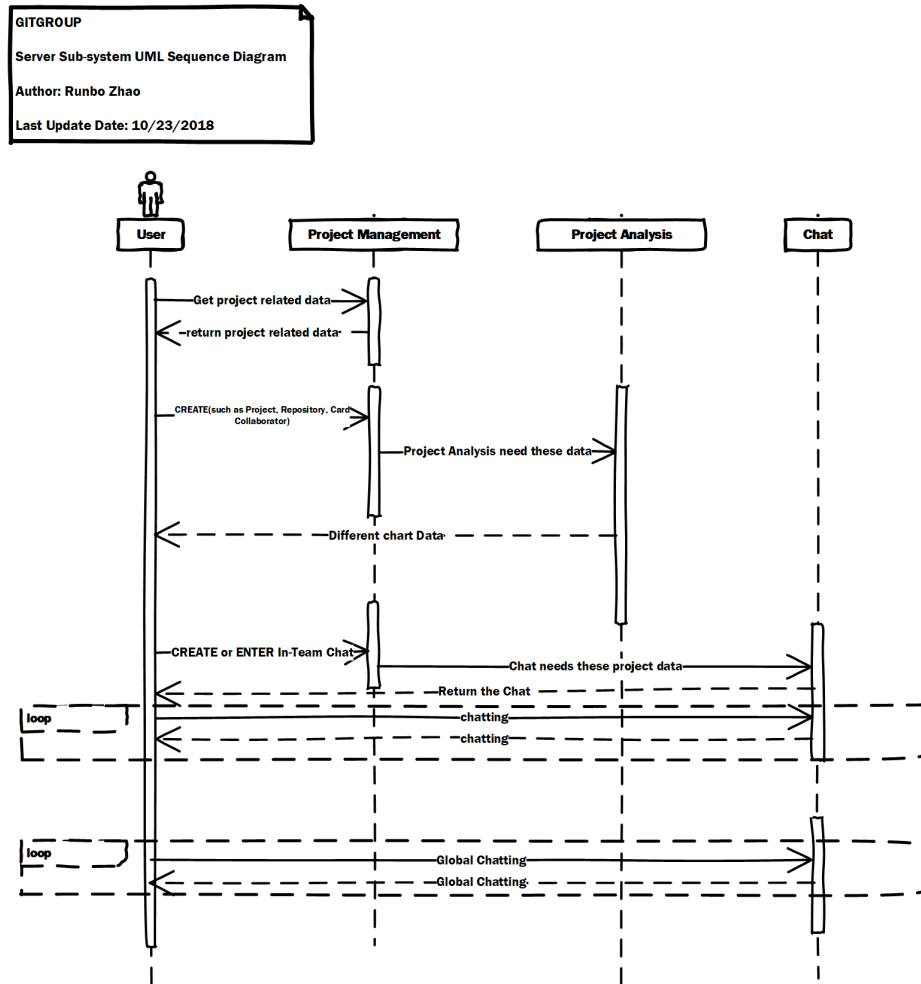 GITGROUP
Server Sub-system UML Sequence Diagram
Author: Runbo Zhao
Last Update Date: 10/23/2018
User
Project Management
Project Analysis
Chat
Get project related data
return project related data
CREATE(such as Project, Repository, Card
Collaborator)
Project Analysis need these data
Different chart Data
CREATE or ENTER In-Team Chat
Chat needs these project data
Return the Chat
loop
chatting
chatting
loop
Global Chatting
Global Chatting